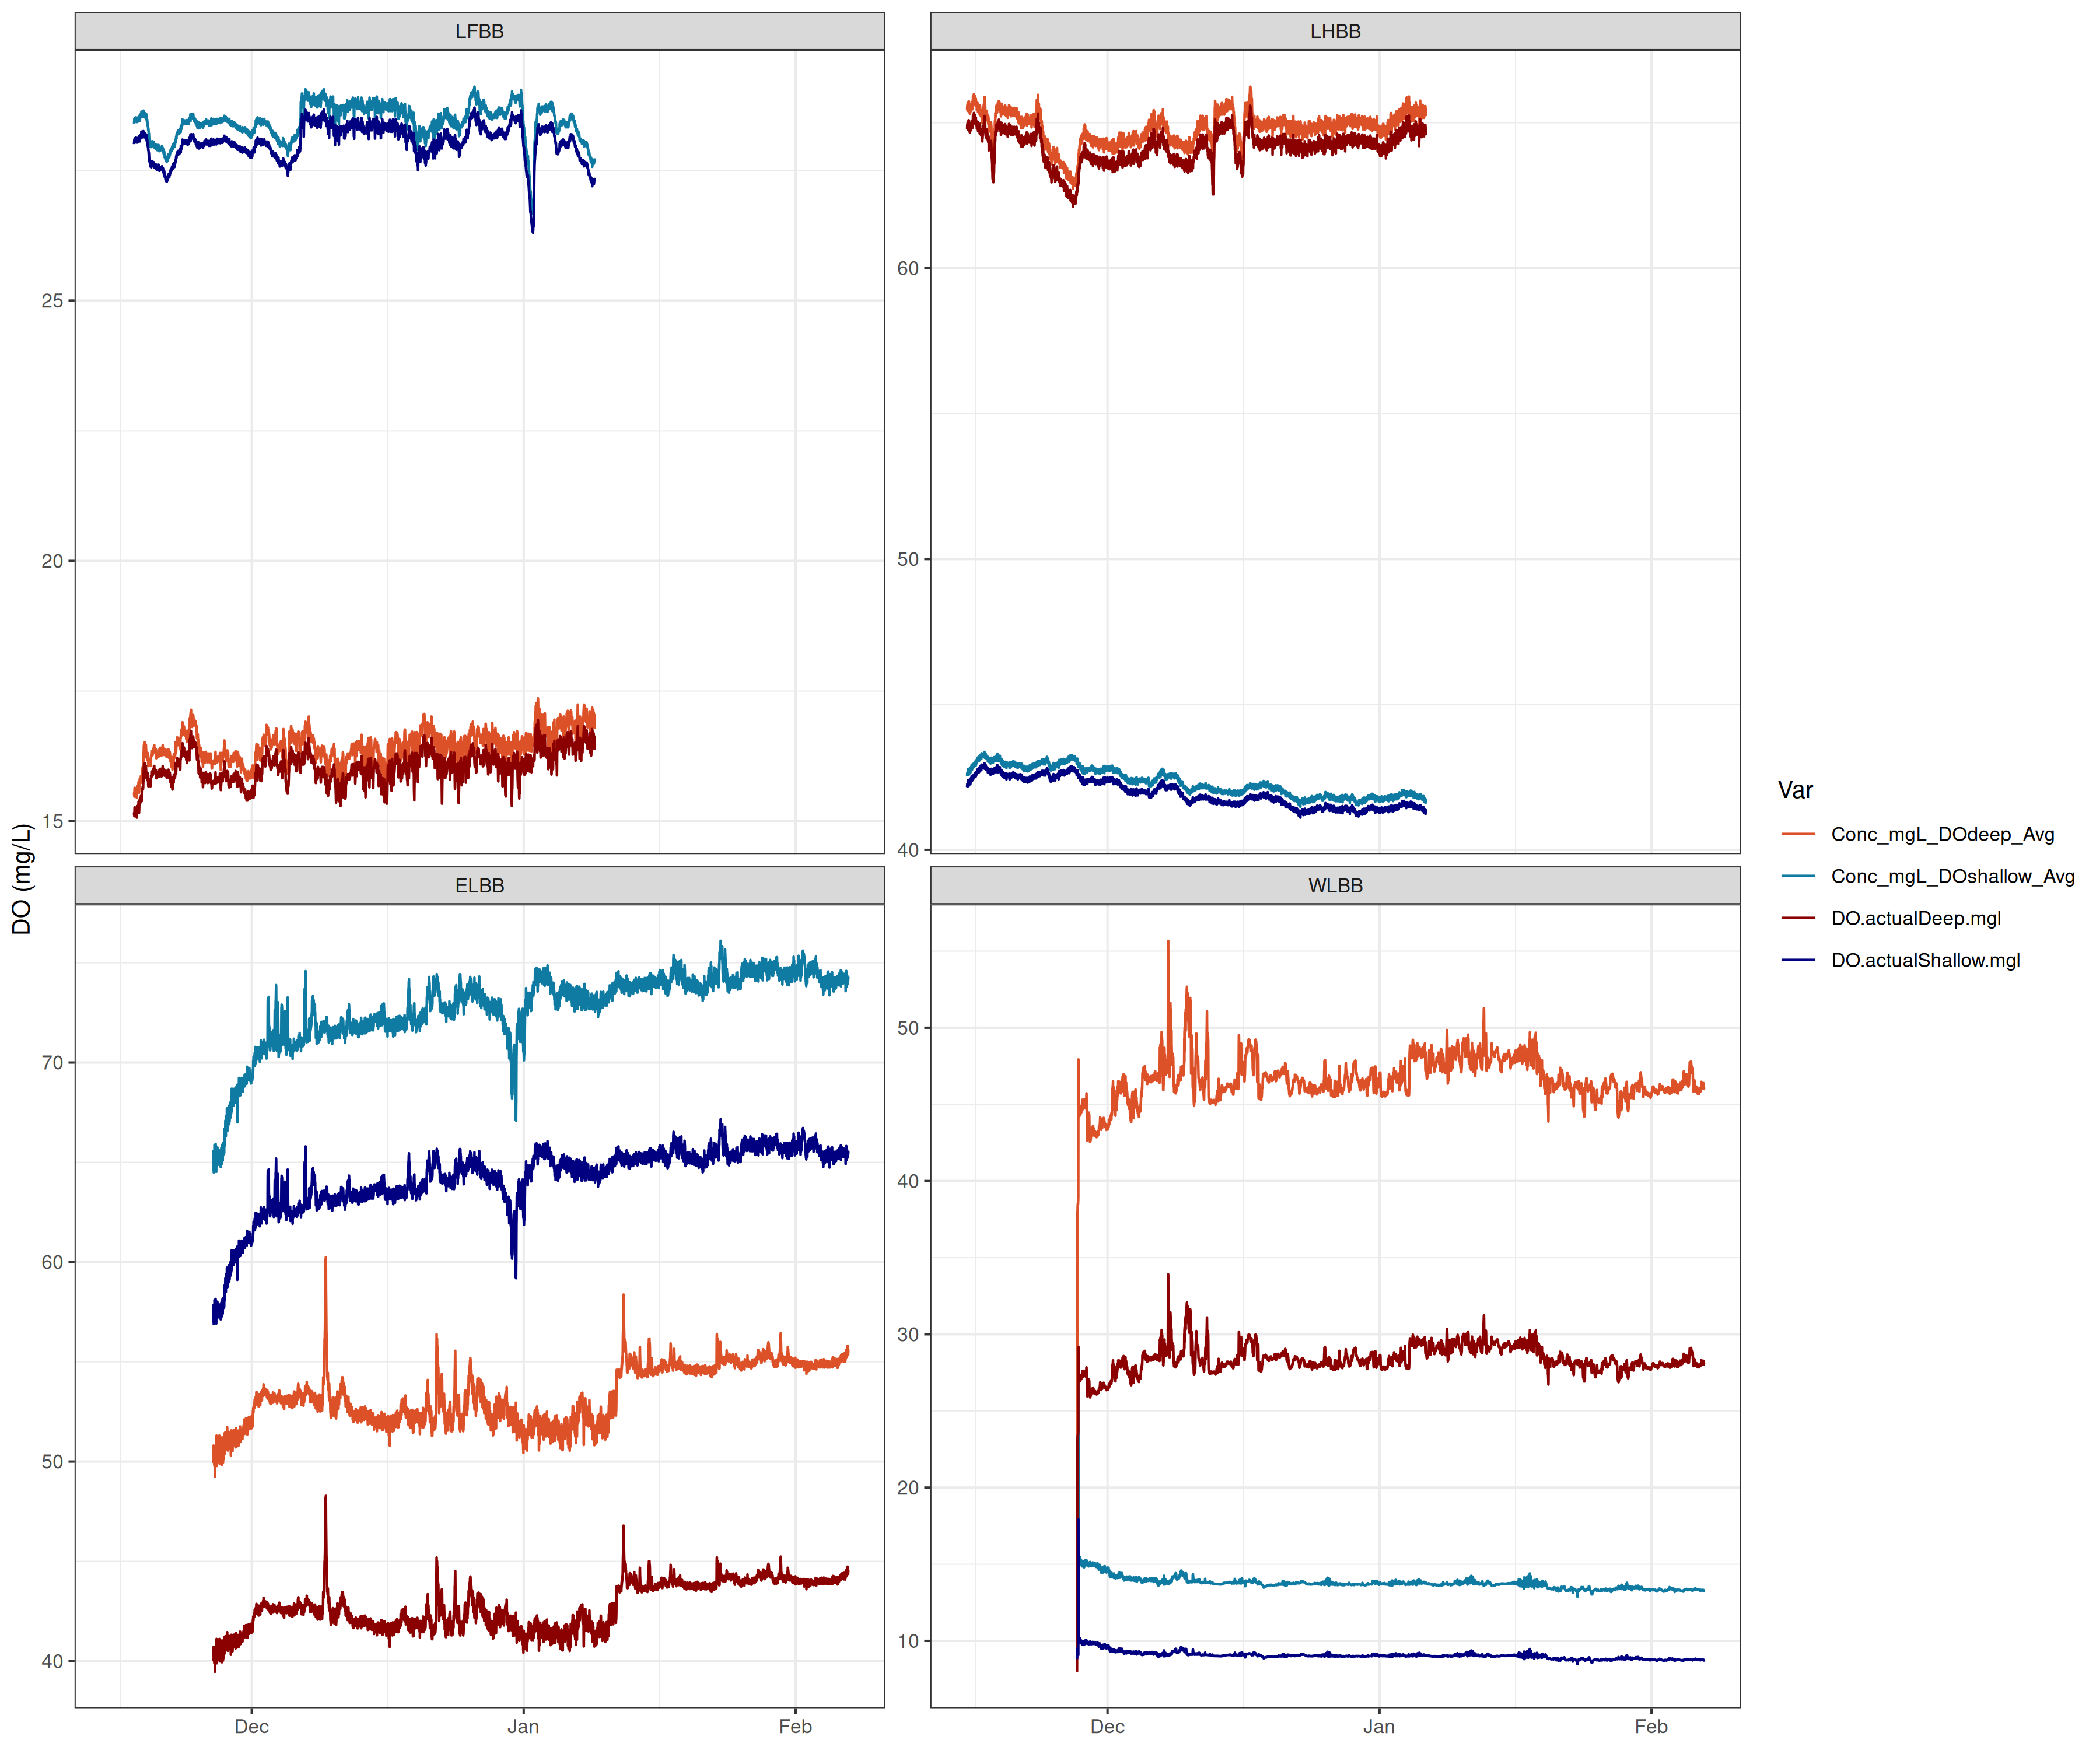 LFBB
LHBB
25
20
15
60
50
40
DO (mg/L)
ELBB
WLBB
70
60
50
40
50
40
30
20
10
Dec
Jan
Feb
Dec
Jan
Feb
Var
Conc_mgL_DOdeep_Avg
Conc_mgL_DOshallow_Avg
DO.actualDeep.mgl
DO.actualShallow.mgl